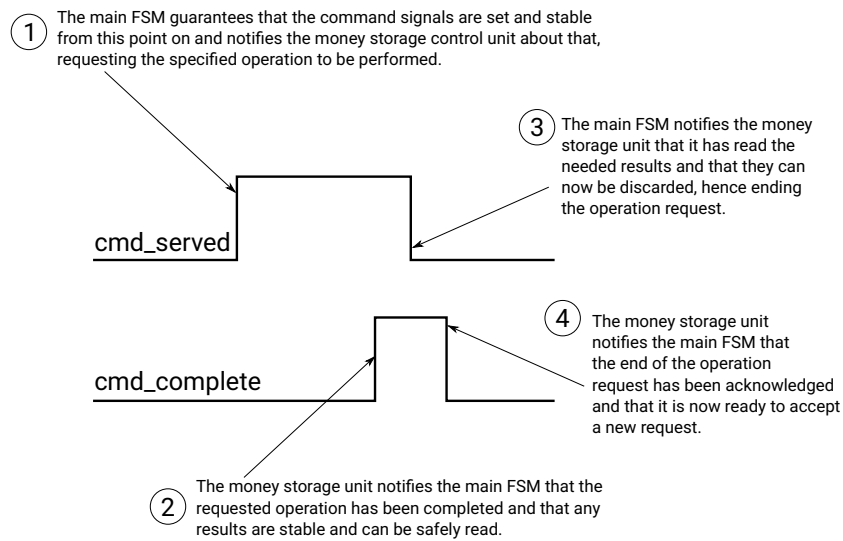 1
The main FSM guarantees that the command signals are set and stable
from this point on and notifies the money storage control unit about that,
requesting the specified operation to be performed.
3
The main FSM notifies the money
storage unit that it has read the
needed results and that they can
now be discarded, hence ending
the operation request.
cmd_served
4
The money storage unit
notifies the main FSM that
the end of the operation
request has been acknowledged
and that it is now ready to accept
a new request.
cmd_complete
2
The money storage unit notifies the main FSM that the
requested operation has been completed and that any
results are stable and can be safely read.